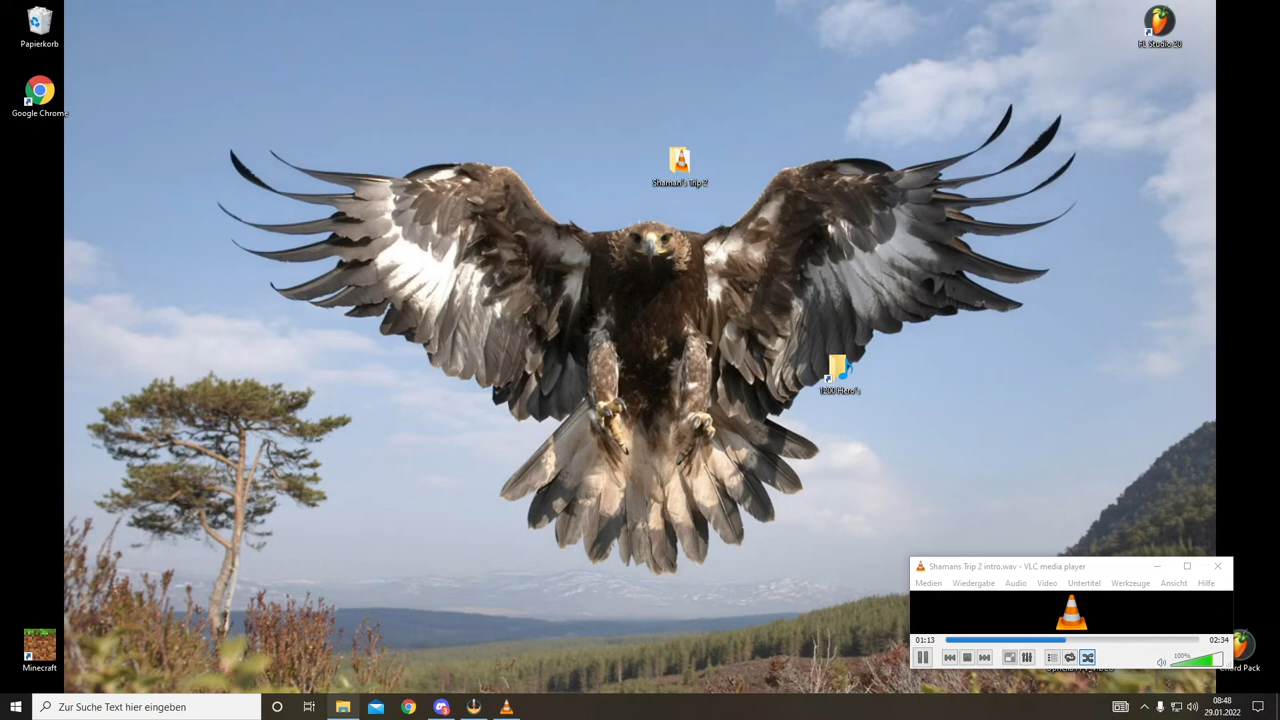 Papierkorb
FL Studio 20
Google Chrome
Shaman's Trip 2
1200 Hero's
Shamans Trip 2 intro.wav - VLC media player
Medien Wiedergabe Audio Video Untertitel Werkzeuge Ansicht Hilfe
01:13 02:34
100%
Minecraft
Chord Pack
Zur Suche Text hier eingeben
08:48
29.01.2022